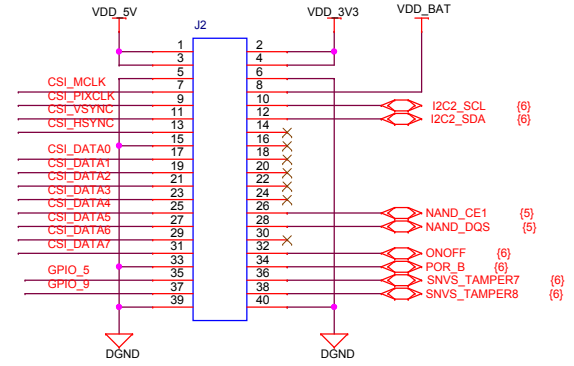 VDD_5V VDD_3V3 VDD_BAT
J2
1 2
3 4
5 6
CSI_MCLK 7 8
CSI_PIXCLK 9 10 I2C2_SCL {6}
CSI_VSYNC 11 12 I2C2_SDA {6}
CSI_HSYNC 13 14
15 16
CSI_DATA0 17 18
CSI_DATA1 19 20
CSI_DATA2 21 22
CSI_DATA3 23 24
CSI_DATA4 25 26 NAND_CE1 {5}
CSI_DATA5 27 28 NAND_DQS {5}
CSI_DATA6 29 30
CSI_DATA7 31 32 ONOFF {6}
33 34 POR_B {6}
GPIO_5 35 36 SNVS_TAMPER7 {6}
GPIO_9 37 38 SNVS_TAMPER8 {6}
39 40
DGND DGND